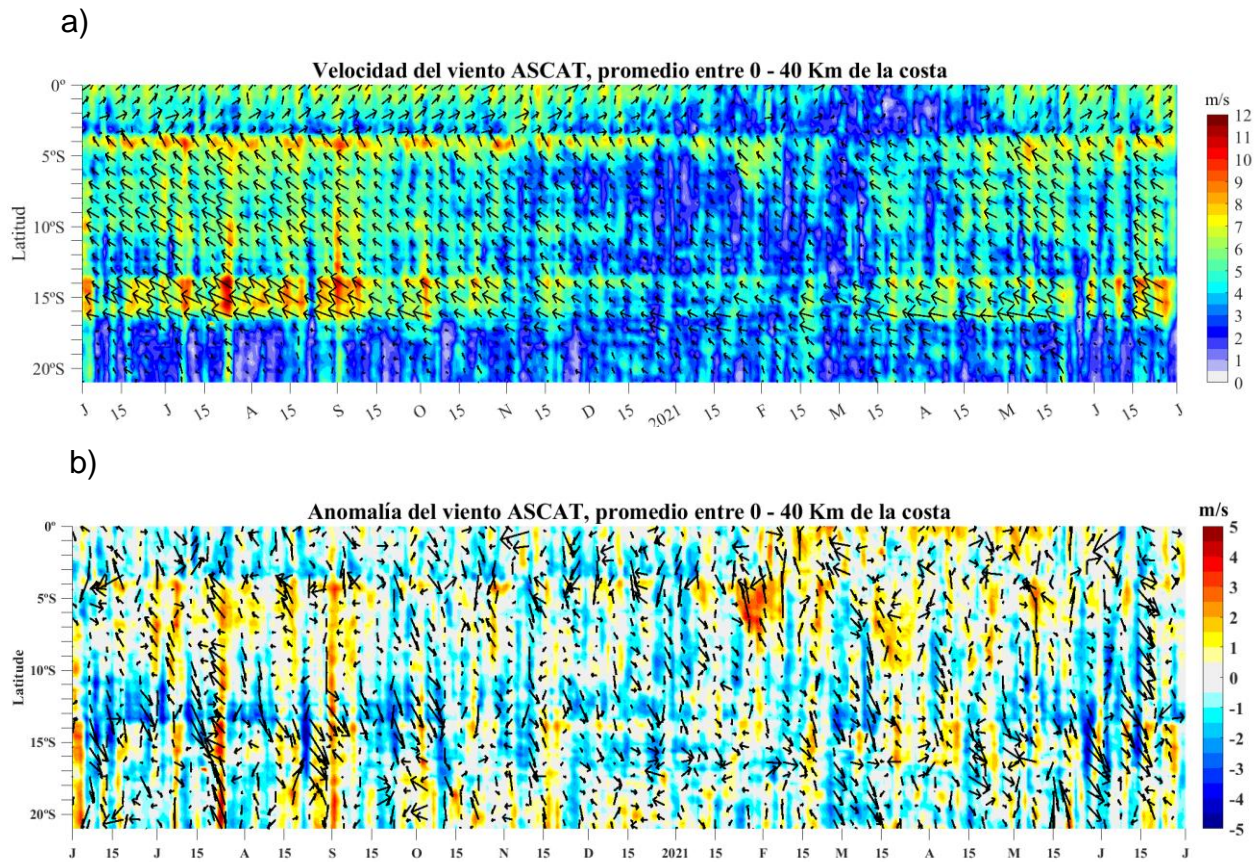 a)
Velocidad del viento ASCAT, promedio entre 0 - 40 Km de la costa
m/s
0º
5ºS
10ºS
15ºS
20ºS
Latitud
12
11
10
9
8
7
6
5
4
3
2
1
0
J 15 J 15 A 15 S 15 O 15 N 15 D 15 2021 15 F 15 M 15 A 15 M 15 J 15 J
b)
Anomalía del viento ASCAT, promedio entre 0 - 40 Km de la costa
m/s
0º
5ºS
10ºS
15ºS
20ºS
Latitude
5
4
3
2
1
0
-1
-2
-3
-4
-5
J 15 J 15 A 15 S 15 O 15 N 15 D 15 2021 15 F 15 M 15 A 15 M 15 J 15 J